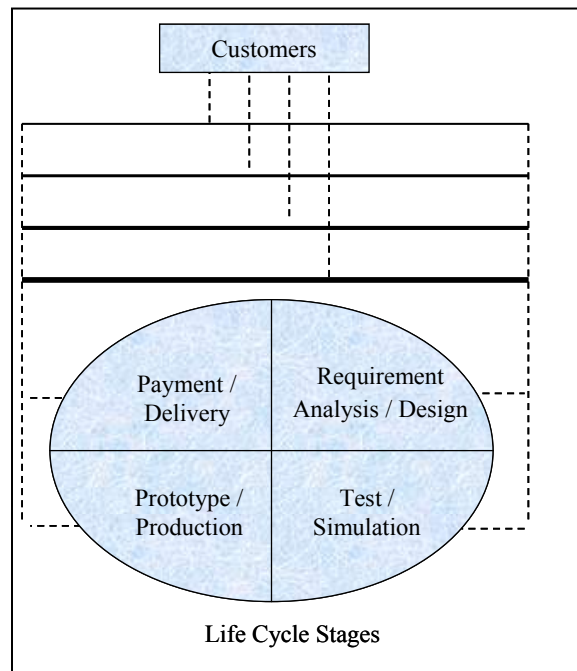 Customers
Payment /
Delivery
Requirement
Analysis / Design
Prototype /
Production
Test /
Simulation
Life Cycle Stages